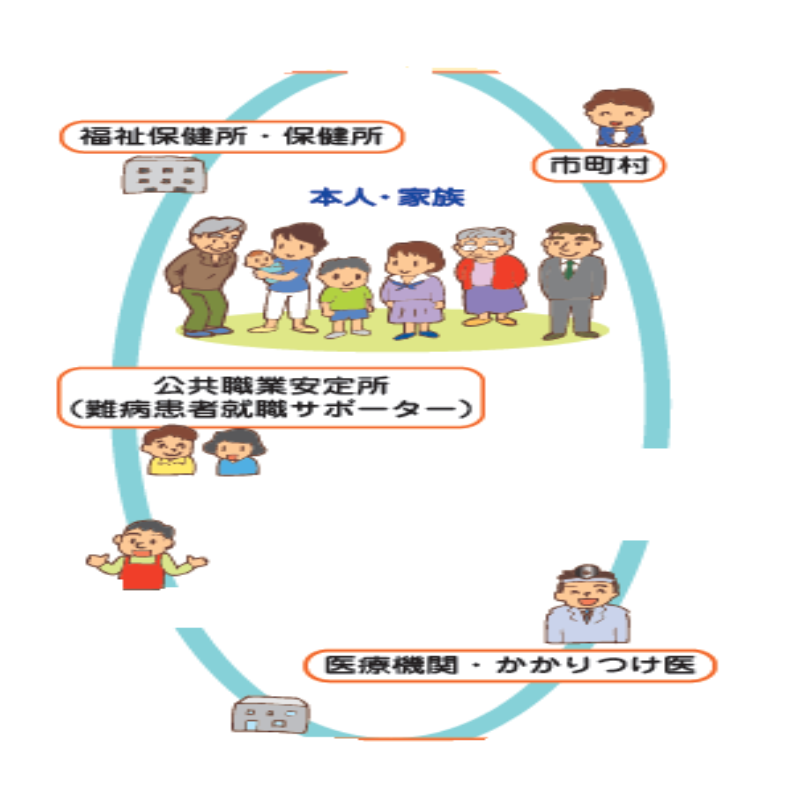 福祉保健所・保健所
市町村
本人・家族
公共職業安定所
（難病患者就職サポーター）
医療機関・かかりつけ医